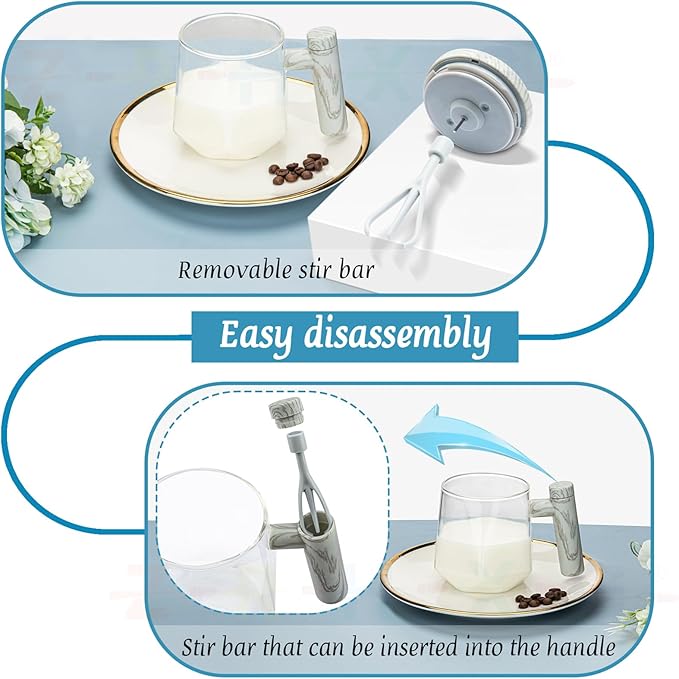 Removable stir bar
Easy disassembly
Stir bar that can be inserted into the handle